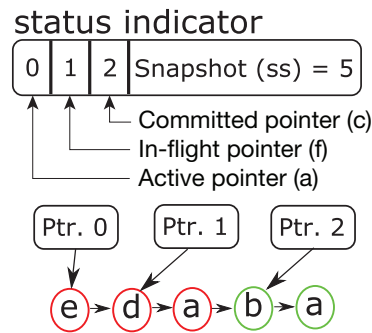 status indicator
0 1 2 Snapshot (ss) = 5
Committed pointer (c)
In-flight pointer (f)
Active pointer (a)
Ptr. 0 Ptr. 1 Ptr. 2
e d a b a